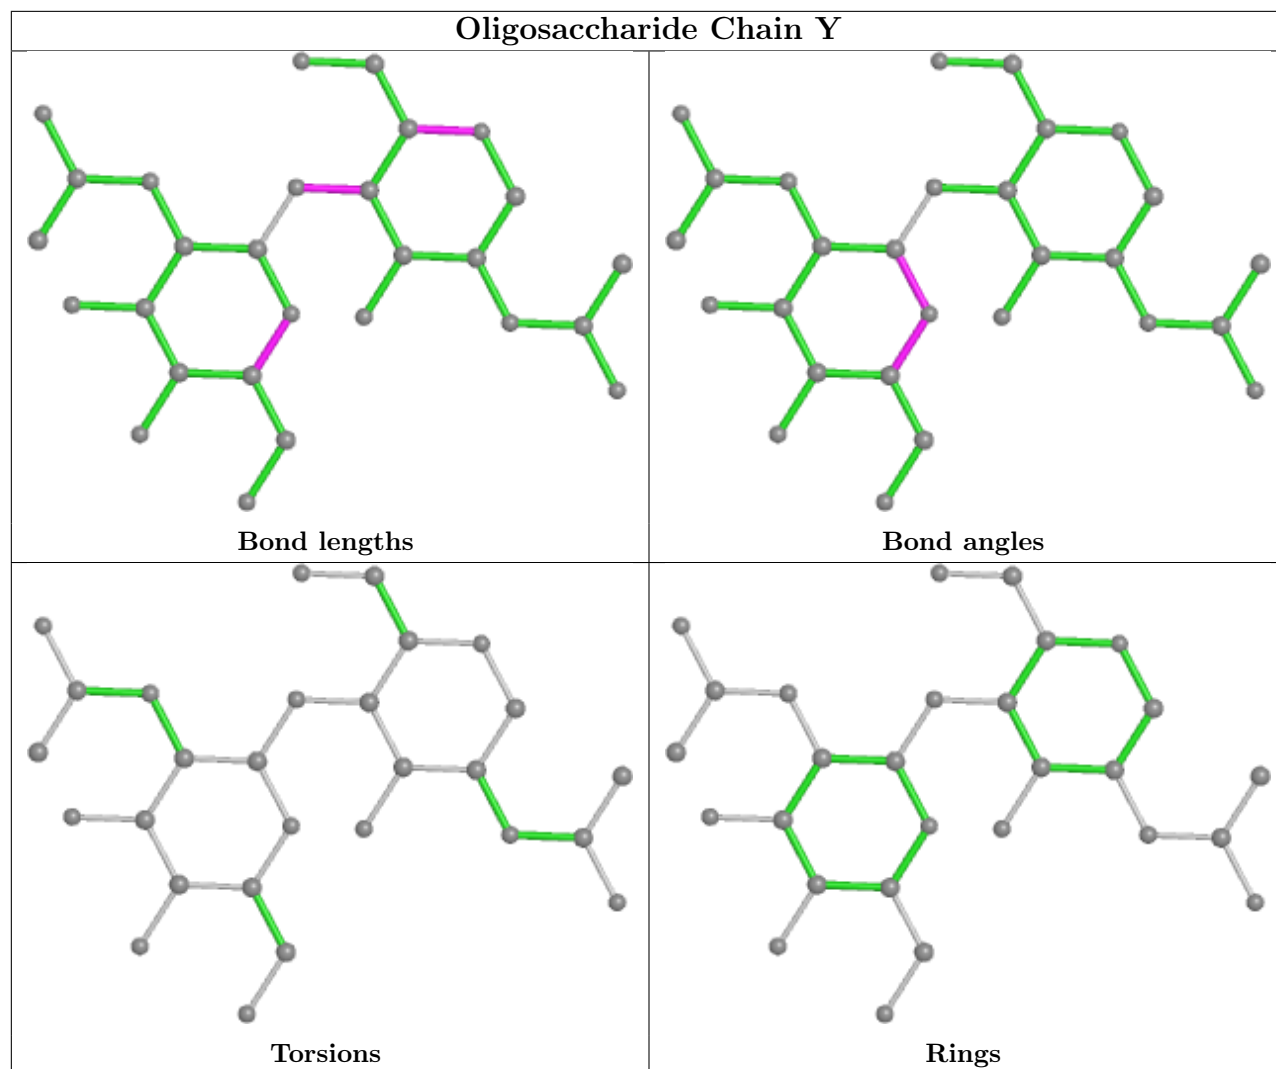 Oligosaccharide Chain Y
Bond lengths
Bond angles
Torsions
Rings